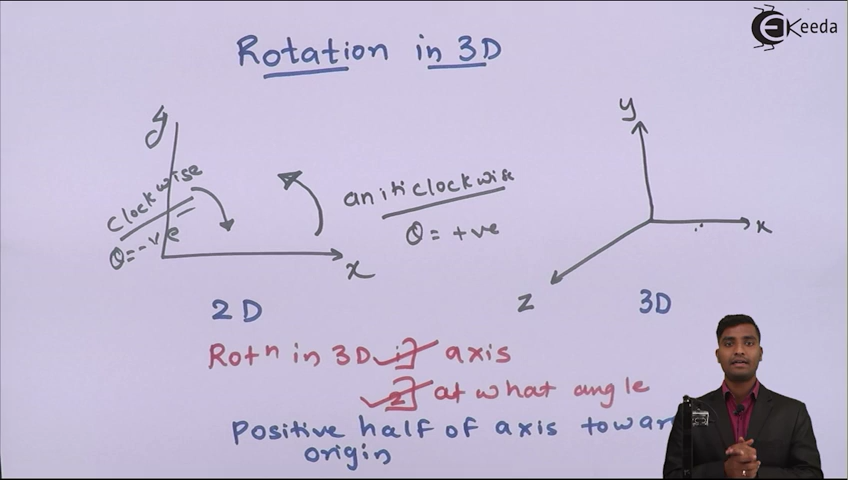 Keeda
Rotation in 3D
y
clockwise
θ=-ve
anticlockwise
θ= +ve
x
2D
y
x
z
3D
Rotn in 3D 1] axis
2] at what angle
Positive half of axis towar
origin